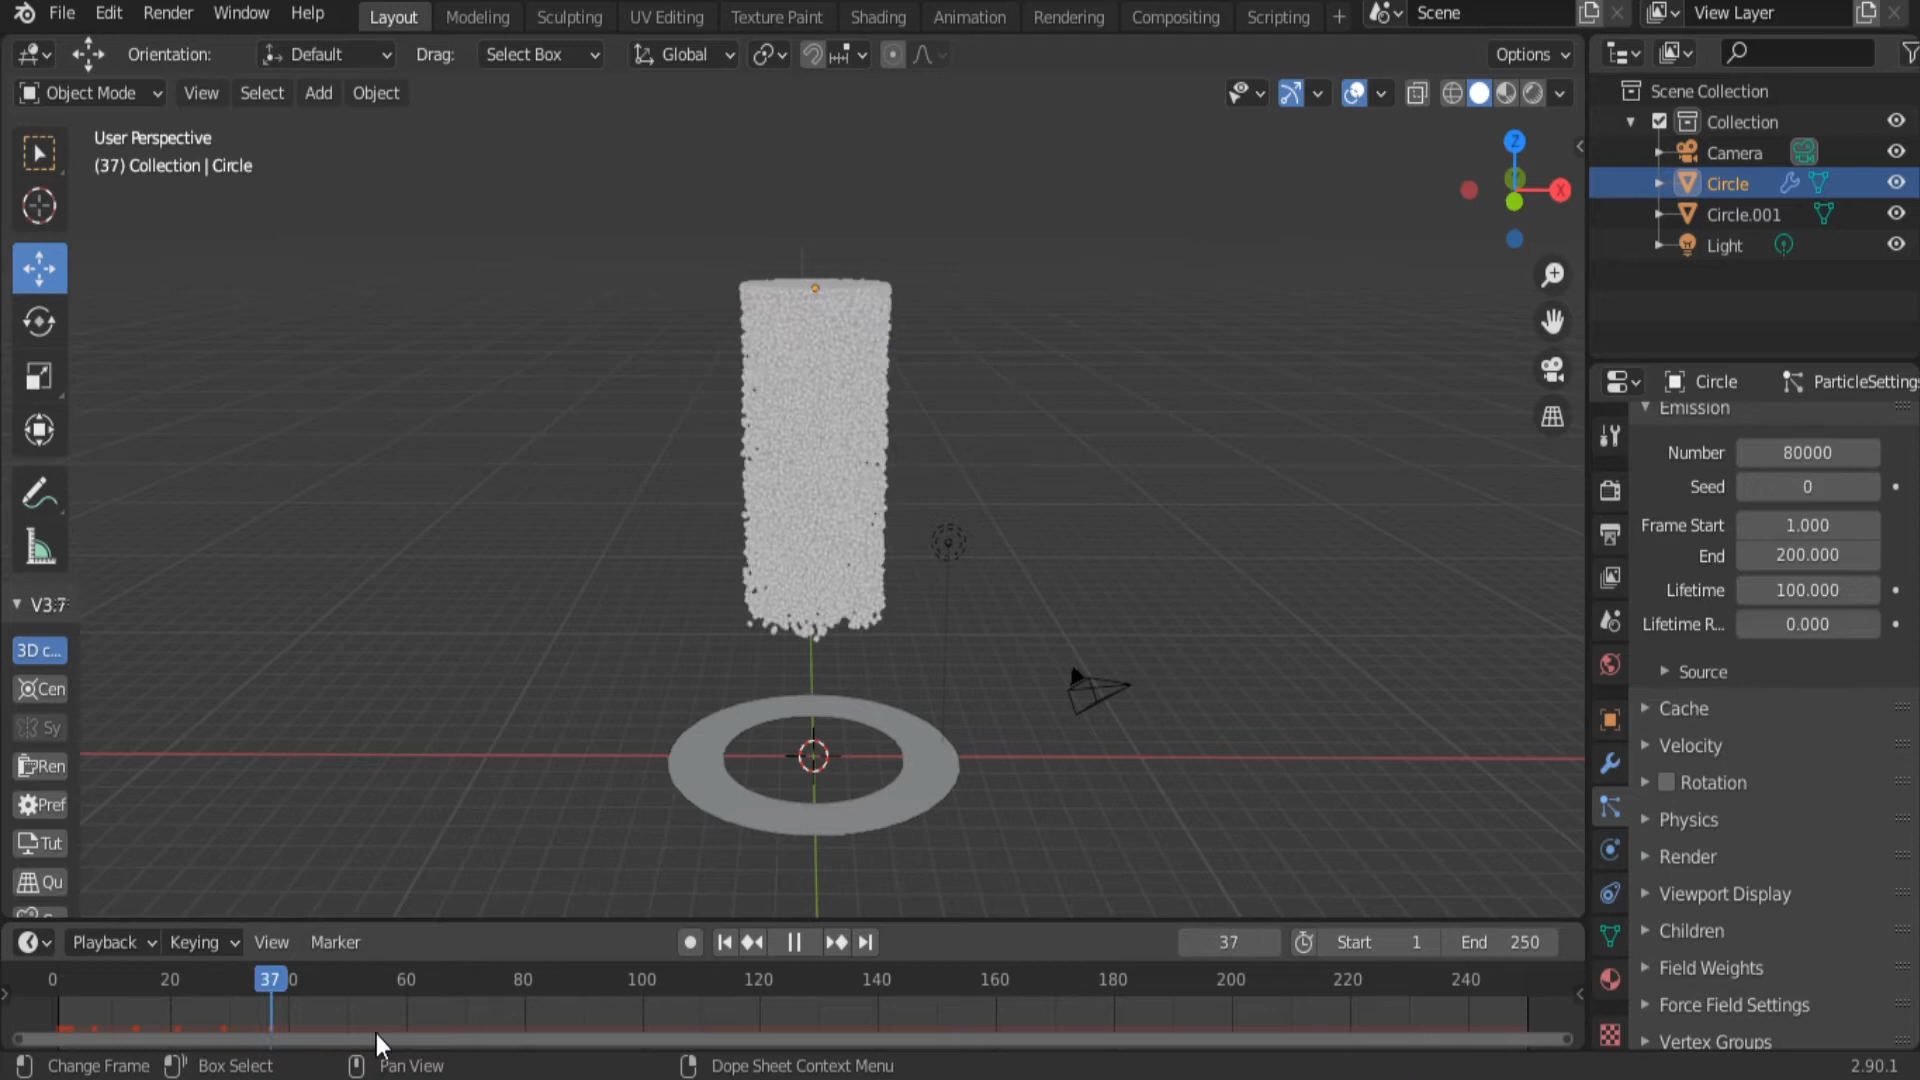 File Edit Render Window Help Layout Modeling Sculpting UV Editing Texture Paint Shading Animation Rendering Compositing Scripting + Scene View Layer
Orientation: Default Drag: Select Box Global Options
Object Mode View Select Add Object
User Perspective
(37) Collection | Circle
Z
X
Scene Collection
Collection
Camera
Circle
Circle.001
Light
Circle ParticleSetting
Emission
Number 80000
Seed 0
Frame Start 1.000
End 200.000
Lifetime 100.000
Lifetime R... 0.000
Source
Cache
Velocity
Rotation
Physics
Render
Viewport Display
Children
Field Weights
Force Field Settings
Vertex Groups
V3.7
3D c...
Cen
Sy
Ren
Pref
Tut
Qu
Playback Keying View Marker 37 Start 1 End 250
0 20 37 0 60 80 100 120 140 160 180 200 220 240
Change Frame Box Select Pan View Dope Sheet Context Menu 2.90.1